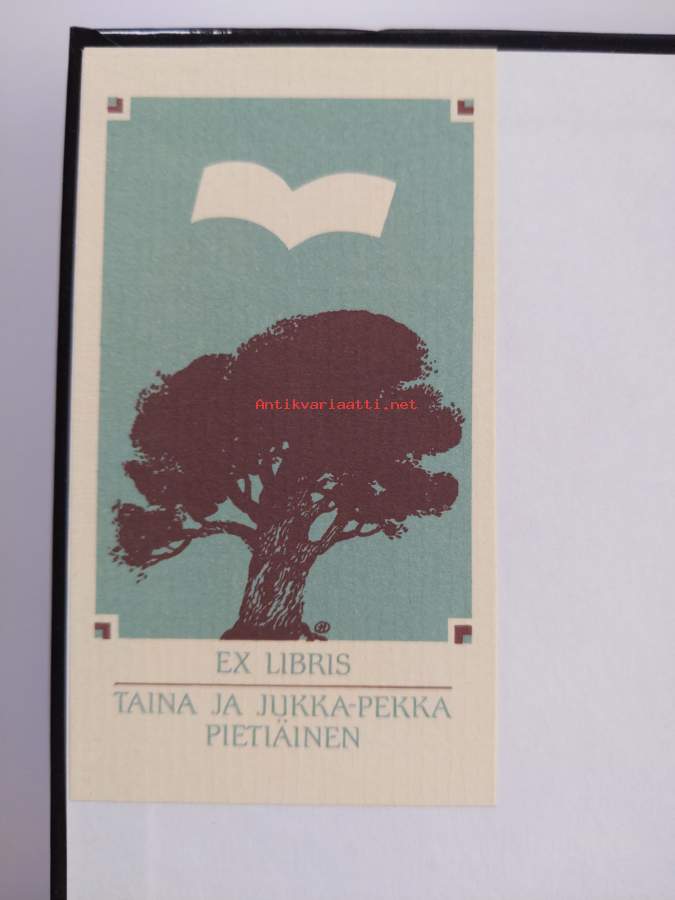 Antikvariaatti.net
EX LIBRIS
TAINA JA JUKKA-PEKKA
PIETIÄINEN